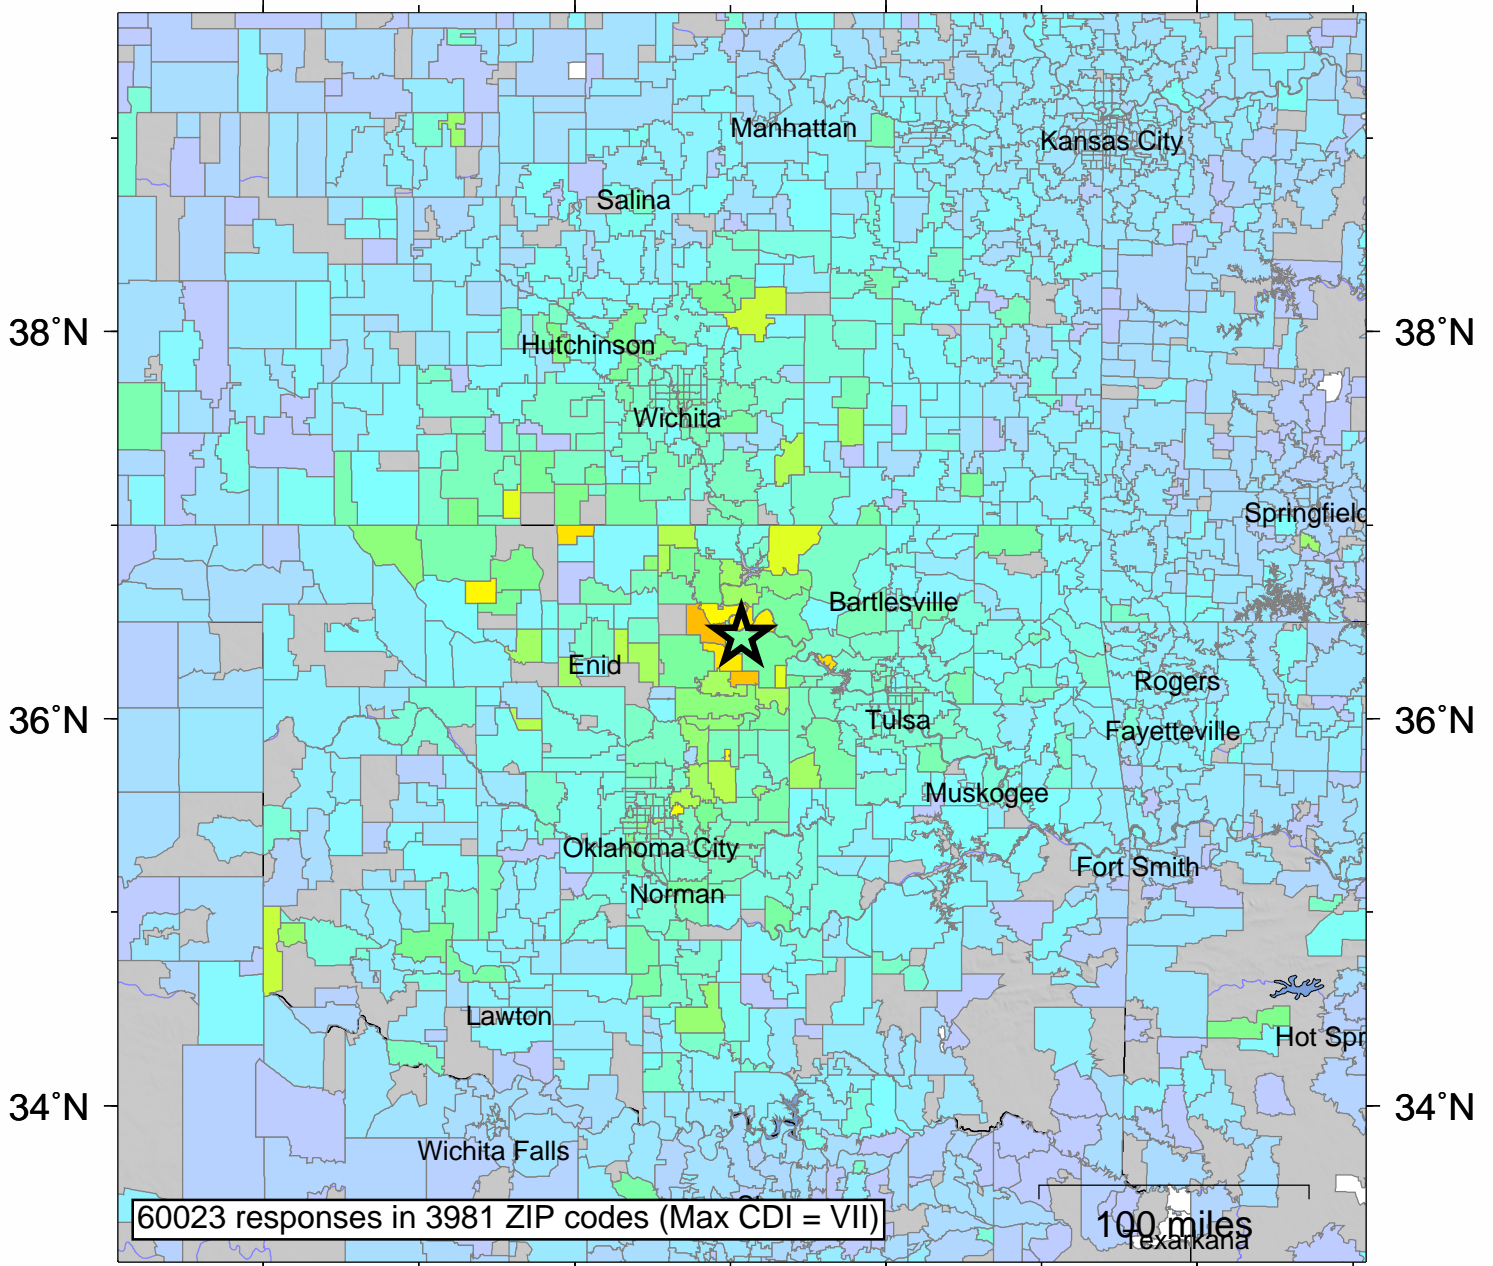 Manhattan
Kansas City
Salina
38°N
38°N
Hutchinson
Wichita
Springfield
Bartlesville
Enid
Rogers
36°N
36°N
Tulsa
Fayetteville
Muskogee
Oklahoma City
Fort Smith
Norman
Lawton
Hot Spr
34°N
34°N
Wichita Falls
60023 responses in 3981 ZIP codes (Max CDI = VII)
100 miles
Texarkana